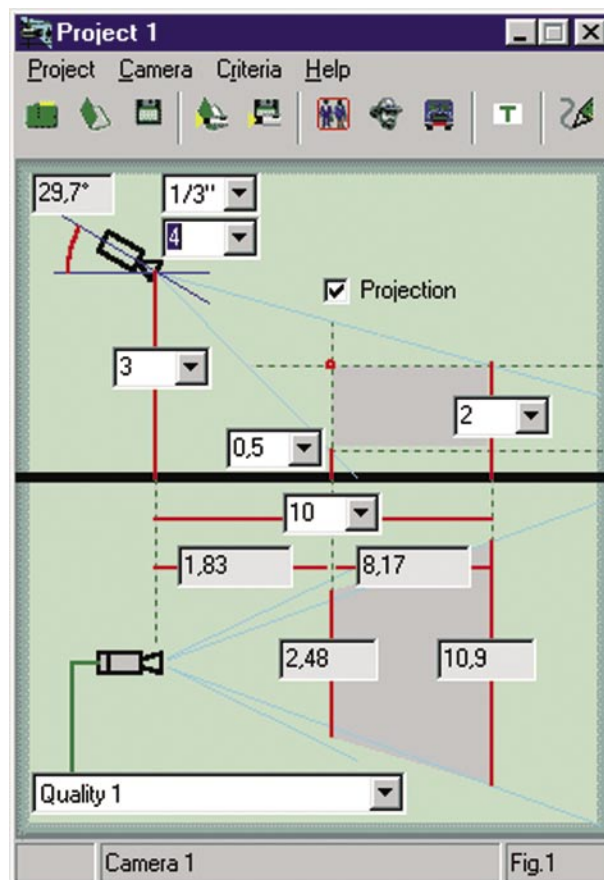 Project 1
Project Camera Criteria Help
T
29,7° 1/3"
4
Projection
3
2
0,5
10
1,83 8,17
2,48 10,9
Quality 1
Camera 1 Fig.1